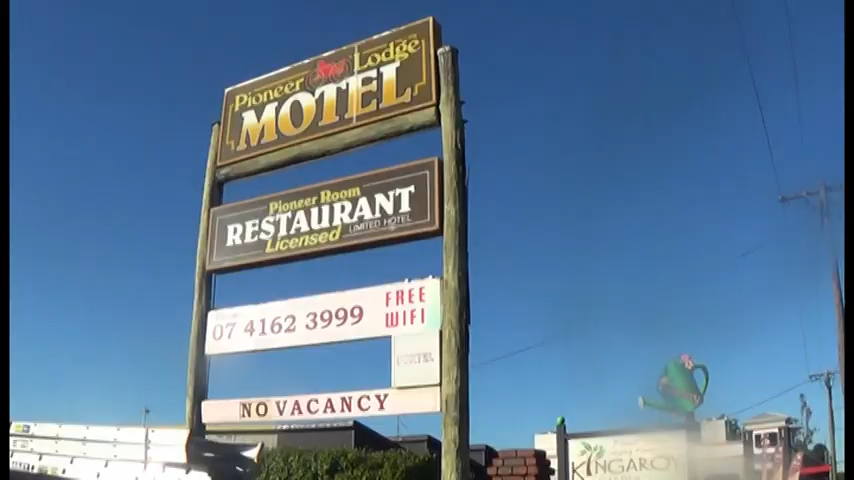 Pioneer Lodge
MOTEL
Pioneer Room
RESTAURANT
Licensed LIMITED HOTEL
07 4162 3999 FREE WIFI
NO VACANCY
KINGAROY